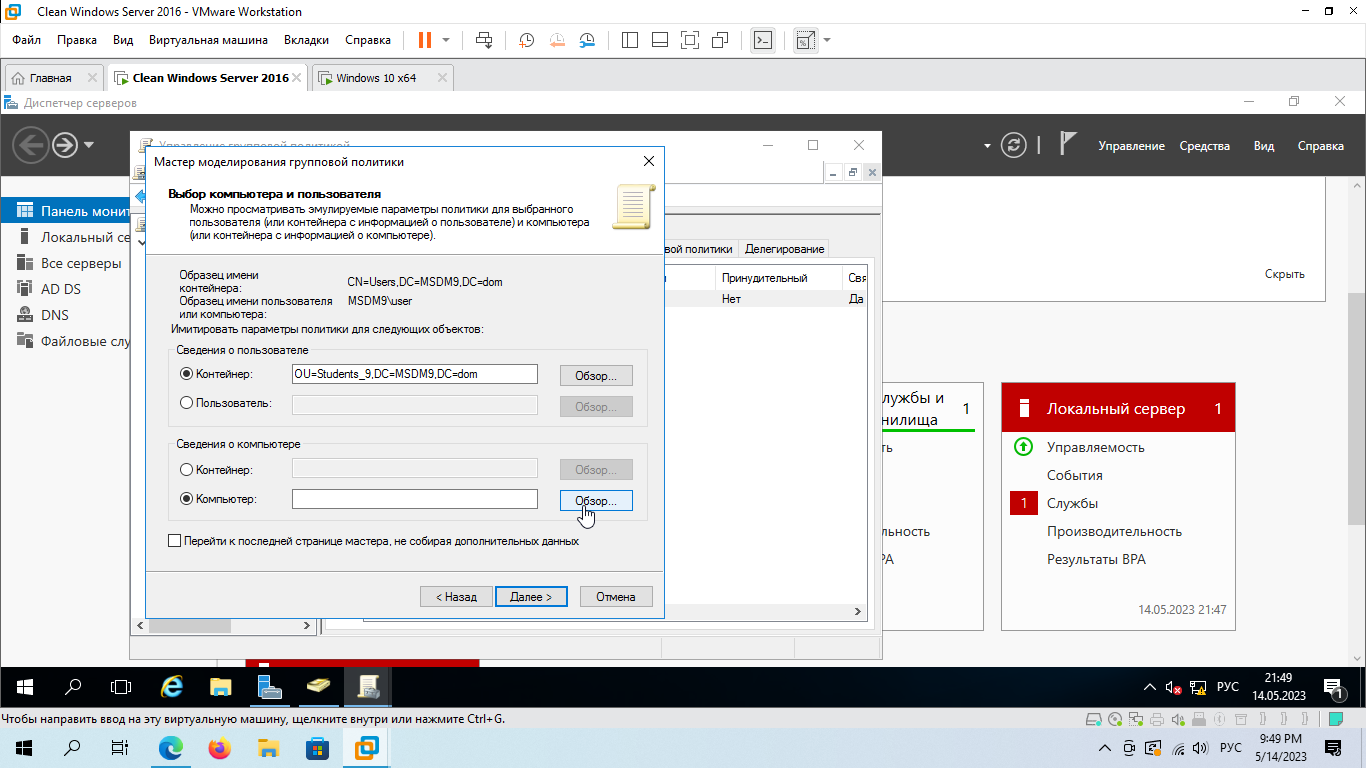 Clean Windows Server 2016 - VMware Workstation
Файл Правка Вид Виртуальная машина Вкладки Справка
Главная
Clean Windows Server 2016
Windows 10 x64
Диспетчер серверов
Управление Средства Вид Справка
Управление групповой политикой
Мастер моделирования групповой политики
Выбор компьютера и пользователя
Можно просматривать эмулируемые параметры политики для выбранного
пользователя (или контейнера с информацией о пользователе) и компьютера
(или контейнера с информацией о компьютере).
Образец имени
контейнера:
CN=Users,DC=MSDM9,DC=dom
Образец имени пользователя
или компьютера:
MSDM9\user
Имитировать параметры политики для следующих объектов:
Сведения о пользователе
Контейнер:
OU=Students_9,DC=MSDM9,DC=dom
Обзор...
Пользователь:
Обзор...
Сведения о компьютере
Контейнер:
Обзор...
Компьютер:
Обзор...
Перейти к последней странице мастера, не собирая дополнительных данных
< Назад
Далее >
Отмена
Панель монит
Локальный се
Все серверы
AD DS
DNS
Файловые слу
вой политики
Делегирование
Принудительный
Свя
Нет
Да
Скрыть
лужбы и
нилища
1
ть
льность
РА
Локальный сервер 1
Управляемость
События
1 Службы
Производительность
Результаты BPA
14.05.2023 21:47
РУС
21:49
14.05.2023
1
Чтобы направить ввод на эту виртуальную машину, щелкните внутри или нажмите Ctrl+G.
РУС
9:49 PM
5/14/2023